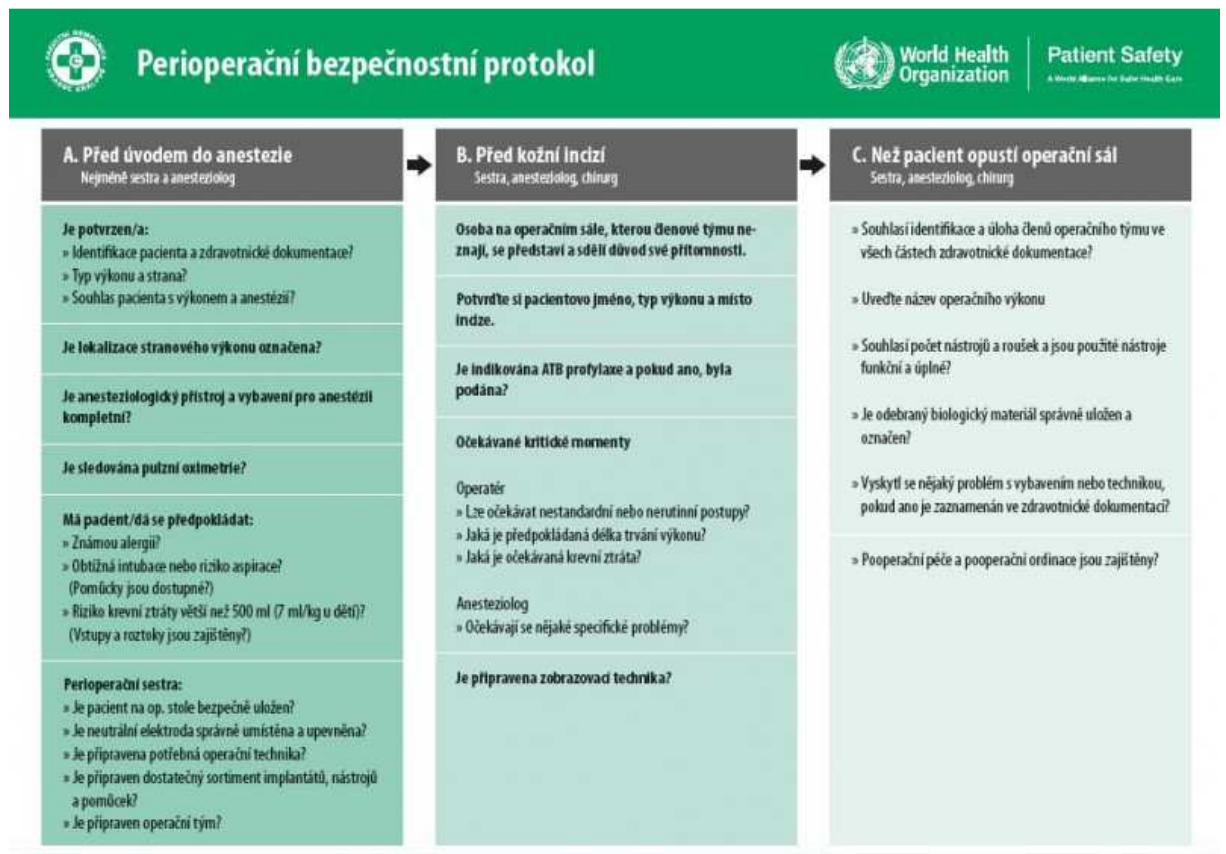 Perioperační bezpečnostní protokol
World Health
Organization
Patient Safety
A World Alliance for Safer Health Care
A. Před úvodem do anestezie
Nejméně sestra a anesteziolog
Je potvrzen/a:
» Identifikace pacienta a zdravotnické dokumentace?
» Typ výkonu a strana?
» Souhlas pacienta s výkonem a anestézií?
Je lokalizace stranového výkonu označena?
Je anesteziologický přístroj a vybavení pro anestézii
kompletní?
Je sledována pulzní oximetrie?
Má pacient/dá se předpokládat:
» Známou alergii?
» Obtížná intubace nebo riziko aspirace?
(Pomůcky jsou dostupné?)
» Riziko krevní ztráty větší než 500 ml (7 ml/kg u dětí)?
(Vstupy a roztoky jsou zajištěny?)
Perioperační sestra:
» Je pacient na op. stole bezpečně uložen?
» Je neutrální elektroda správně umístěna a upevněna?
» Je připravena potřebná operační technika?
» Je připraven dostatečný sortiment implantátů, nástrojů
a pomůcek?
» Je připraven operační tým?
B. Před kožní incizí
Sestra, anesteziolog, chirurg
Osoba na operačním sále, kterou členové týmu ne-
znají, se představí a sdělí důvod své přítomnosti.
Potvrďte si pacientovo jméno, typ výkonu a místo
incize.
Je indikována ATB profylaxe a pokud ano, byla
podána?
Očekávané kritické momenty
Operatér
» Lze očekávat nestandardní nebo nerutinní postupy?
» Jaká je předpokládaná délka trvání výkonu?
» Jaká je očekávaná krevní ztráta?
Anesteziolog
» Očekávají se nějaké specifické problémy?
Je připravena zobrazovací technika?
C. Než pacient opustí operační sál
Sestra, anesteziolog, chirurg
» Souhlasí identifikace a úloha členů operačního týmu ve
všech částech zdravotnické dokumentace?
» Uveďte název operačního výkonu
» Souhlasí počet nástrojů a roušek a jsou použité nástroje
funkční a úplné?
» Je odebraný biologický materiál správně uložen a
označen?
» Vyskytl se nějaký problém s vybavením nebo technikou,
pokud ano je zaznamenán ve zdravotnické dokumentaci?
» Pooperační péče a pooperační ordinace jsou zajištěny?